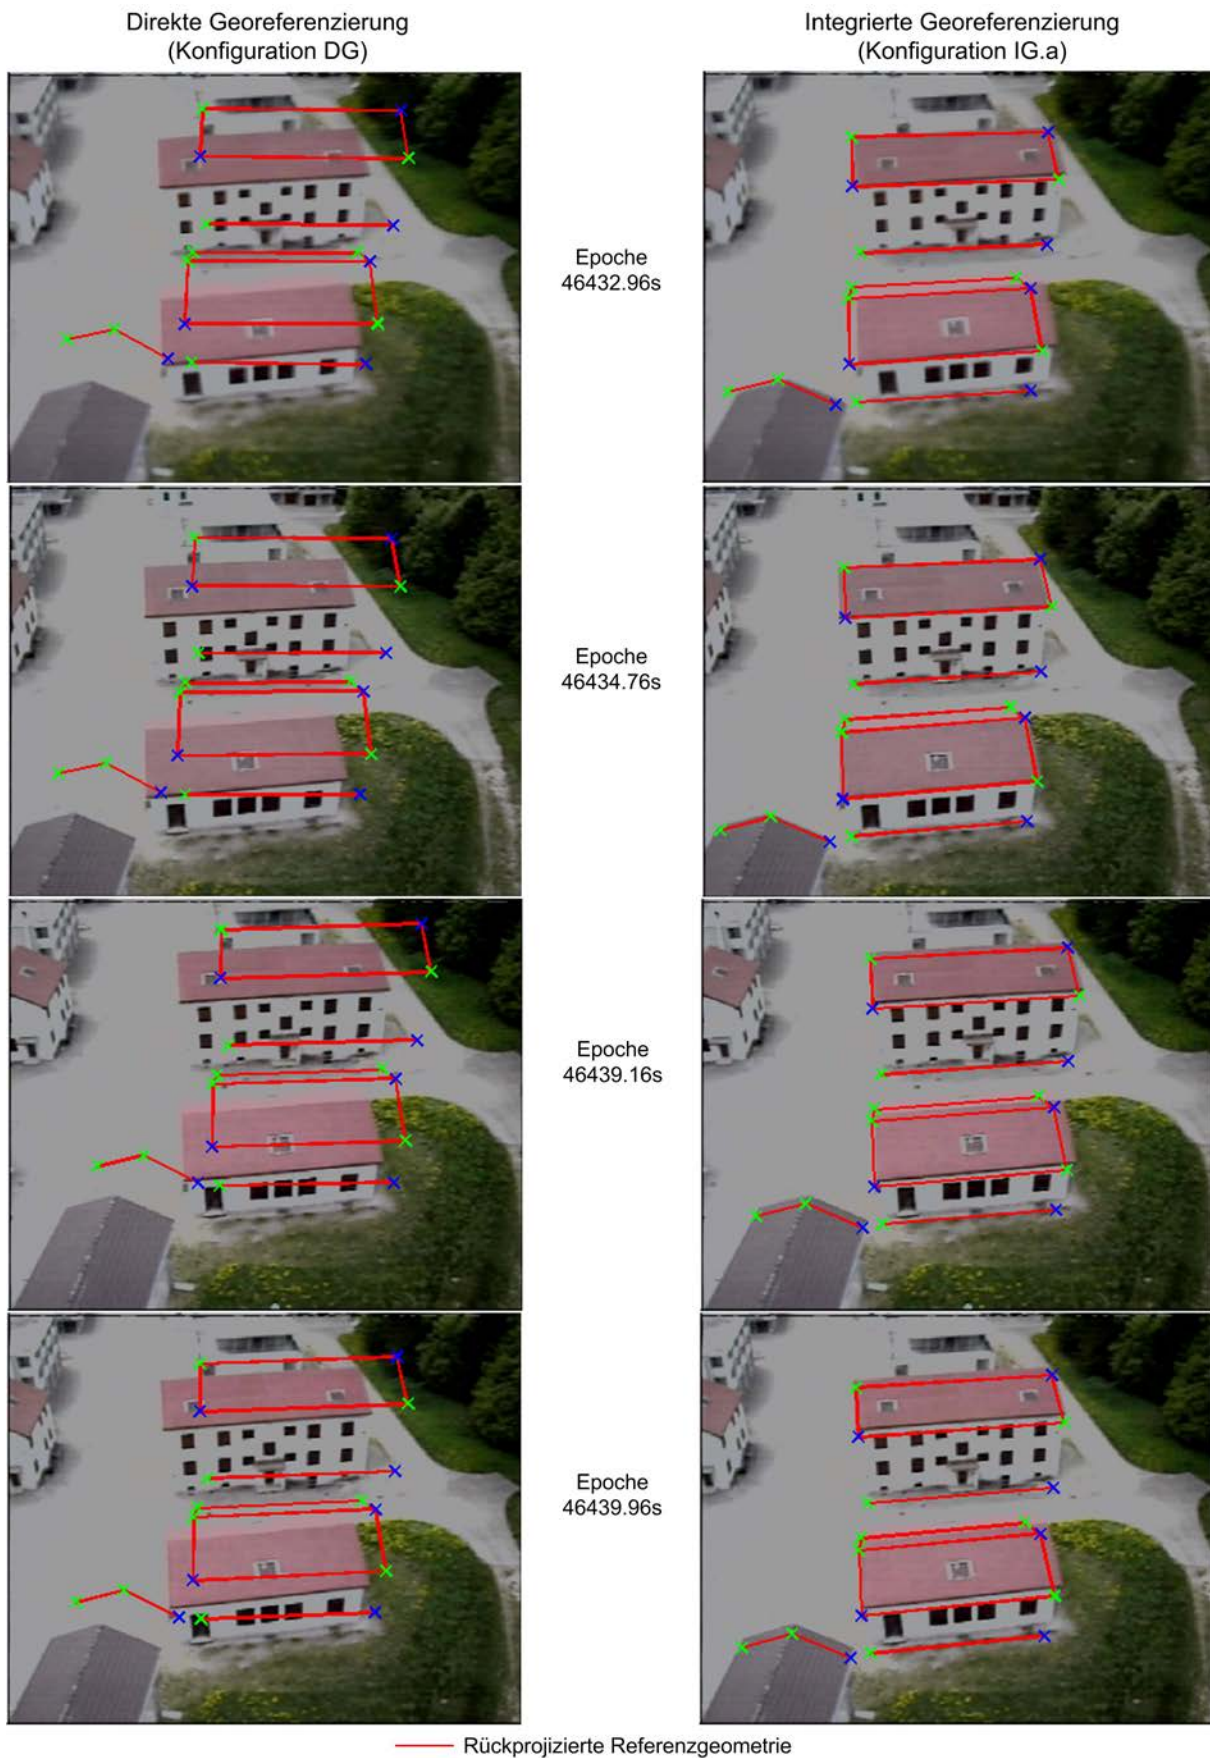 Direkte Georeferenzierung
(Konfiguration DG)
Integrierte Georeferenzierung
(Konfiguration IG.a)
Epoche
46432.96s
Epoche
46434.76s
Epoche
46439.16s
Epoche
46439.96s
Rückprojizierte Referenzgeometrie